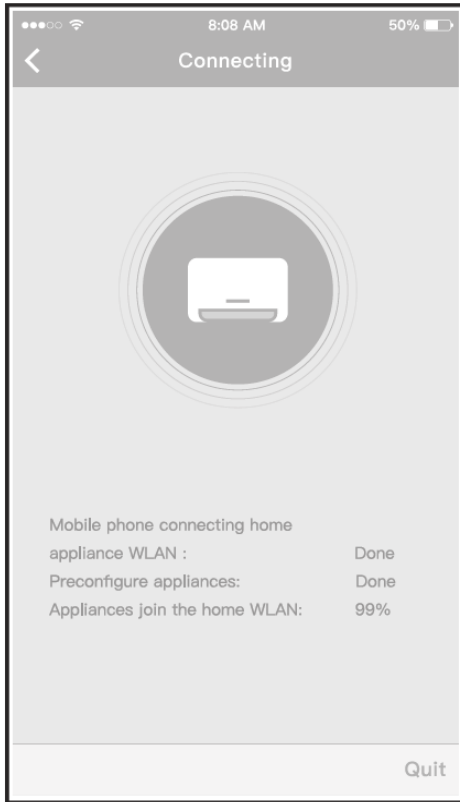 8:08 AM
50%
Connecting
Mobile phone connecting home
appliance WLAN : Done
Preconfigure appliances: Done
Appliances join the home WLAN: 99%
Quit